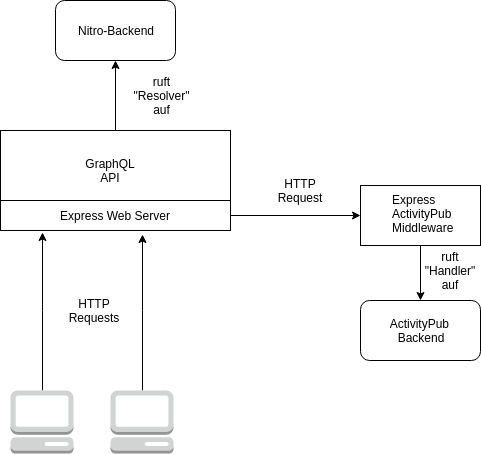 Nitro-Backend
ruft
"Resolver"
auf
GraphQL
API
Express Web Server
HTTP
Request
Express
ActivityPub
Middleware
ruft
"Handler"
auf
ActivityPub
Backend
HTTP
Requests